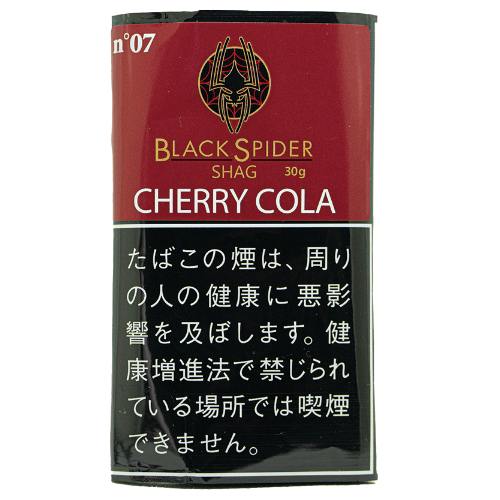 n°07
BLACK SPIDER
SHAG 30g
CHERRY COLA
たばこの煙は、周り
の人の健康に悪影
響を及ぼします。健
康増進法で禁じられ
ている場所では喫煙
できません。